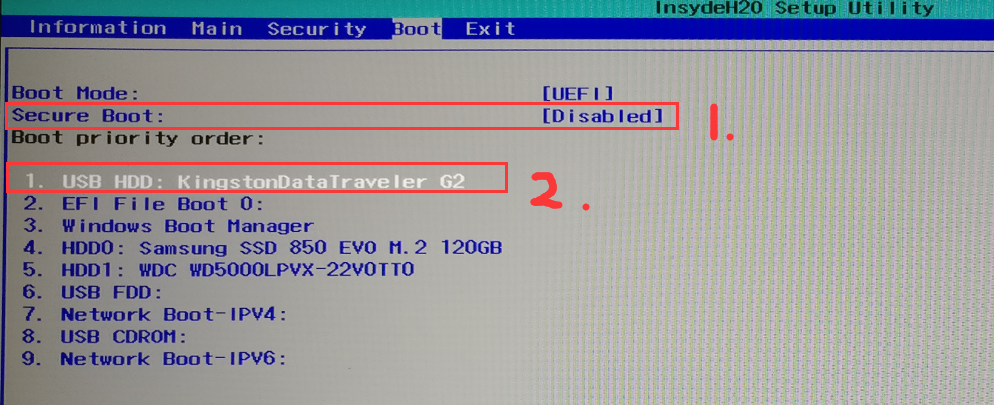 InsydeH2O Setup Utility
Information Main Security Boot Exit
Boot Mode: [UEFI]
Secure Boot: [Disabled] 1.
Boot priority order:
1. USB HDD: KingstonDataTraveler G2 2.
2. EFI File Boot 0:
3. Windows Boot Manager
4. HDD0: Samsung SSD 850 EVO M.2 120GB
5. HDD1: WDC WD5000LPVX-22V0TT0
6. USB FDD:
7. Network Boot-IPV4:
8. USB CDROM:
9. Network Boot-IPV6: